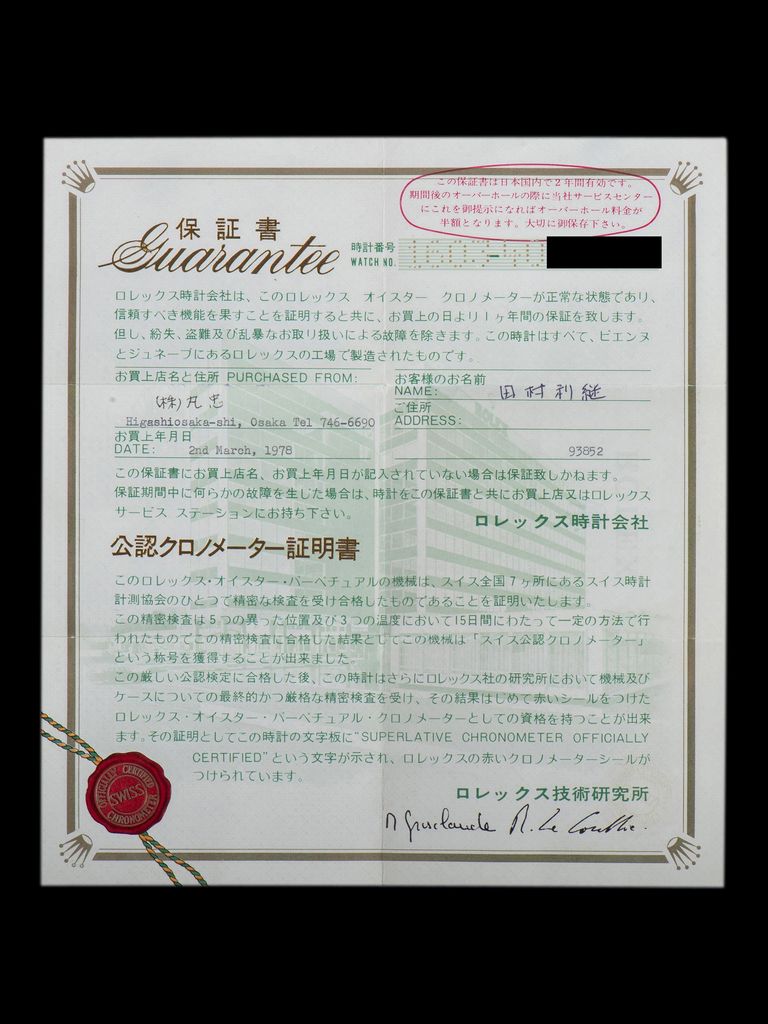 この保証書は日本国内で2年間有効です。
期間後のオーバーホールの際に当社サービスセンター
にこれを御提示になればオーバーホール料金が
半額となります。大切に御保存下さい。
保証書
Guarantee
時計番号
WATCH NO.
ロレックス時計会社は、このロレックス オイスター クロノメーターが正常な状態であり、
信頼すべき機能を果すことを証明すると共に、お買上の日より1ヶ年間の保証を致します。
但し、紛失、盗難及び乱暴なお取り扱いによる故障を除きます。この時計はすべて、ビエンヌ
とジュネーブにあるロレックスの工場で製造されたものです。
お買上店名と住所 PURCHASED FROM:
(株)丸忠
Higashiosaka-shi, Osaka Tel 746-6690
お買上年月日
DATE: 2nd March, 1978
お客様のお名前
NAME: 田村利継
ご住所
ADDRESS:
93852
この保証書にお買上店名、お買上年月日が記入されていない場合は保証致しかねます。
保証期間中に何らかの故障を生じた場合は、時計をこの保証書と共にお買上店又はロレックス
サービス ステーションにお持ち下さい。
ロレックス時計会社
公認クロノメーター証明書
このロレックス・オイスター・パーペチュアルの機械は、スイス全国7ヶ所にあるスイス時計
計測協会のひとつで精密な検査を受け合格したものであることを証明いたします。
この精密検査は5つの異った位置及び3つの温度において15日間にわたって一定の方法で行
われたものでこの精密検査に合格した結果としてこの機械は「スイス公認クロノメーター」
という称号を獲得することが出来ました。
この厳しい公認検定に合格した後、この時計はさらにロレックス社の研究所において機械及び
ケースについての最終的かつ厳格な精密検査を受け、その結果はじめて赤いシールをつけた
ロレックス・オイスター・パーペチュアル・クロノメーターとしての資格を持つことが出来
ます。その証明としてこの時計の文字板に"SUPERLATIVE CHRONOMETER OFFICIALLY
CERTIFIED"という文字が示され、ロレックスの赤いクロノメーターシールが
つけられています。
ロレックス技術研究所
OFFICIALLY CERTIFIED
SWISS
CHRONOMETER